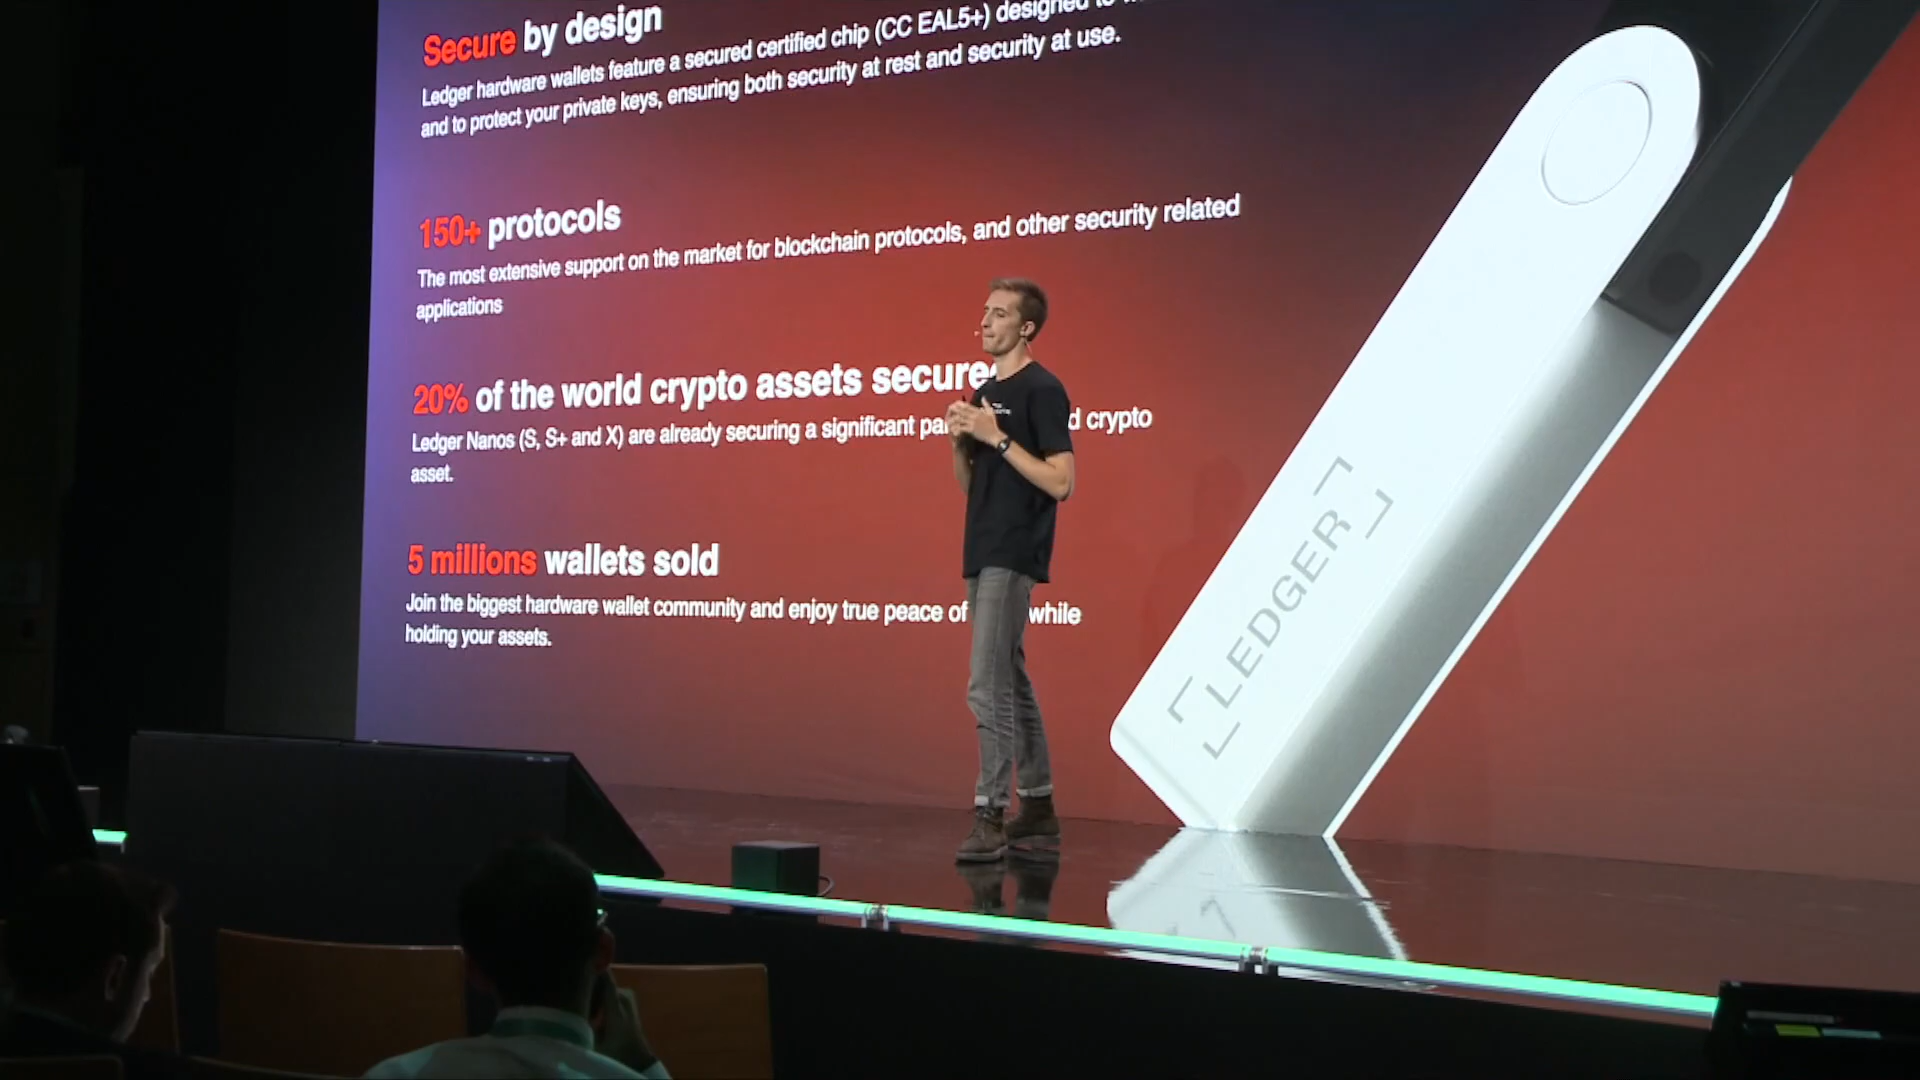 Secure by design
Ledger hardware wallets feature a secured certified chip (CC EAL5+) designed to
and to protect your private keys, ensuring both security at rest and security at use.
150+ protocols
The most extensive support on the market for blockchain protocols, and other security related
applications
20% of the world crypto assets secure
Ledger Nanos (S, S+ and X) are already securing a significant crypto
asset.
5 millions wallets sold
Join the biggest hardware wallet community and enjoy true peace of while
holding your assets.
LEDGER